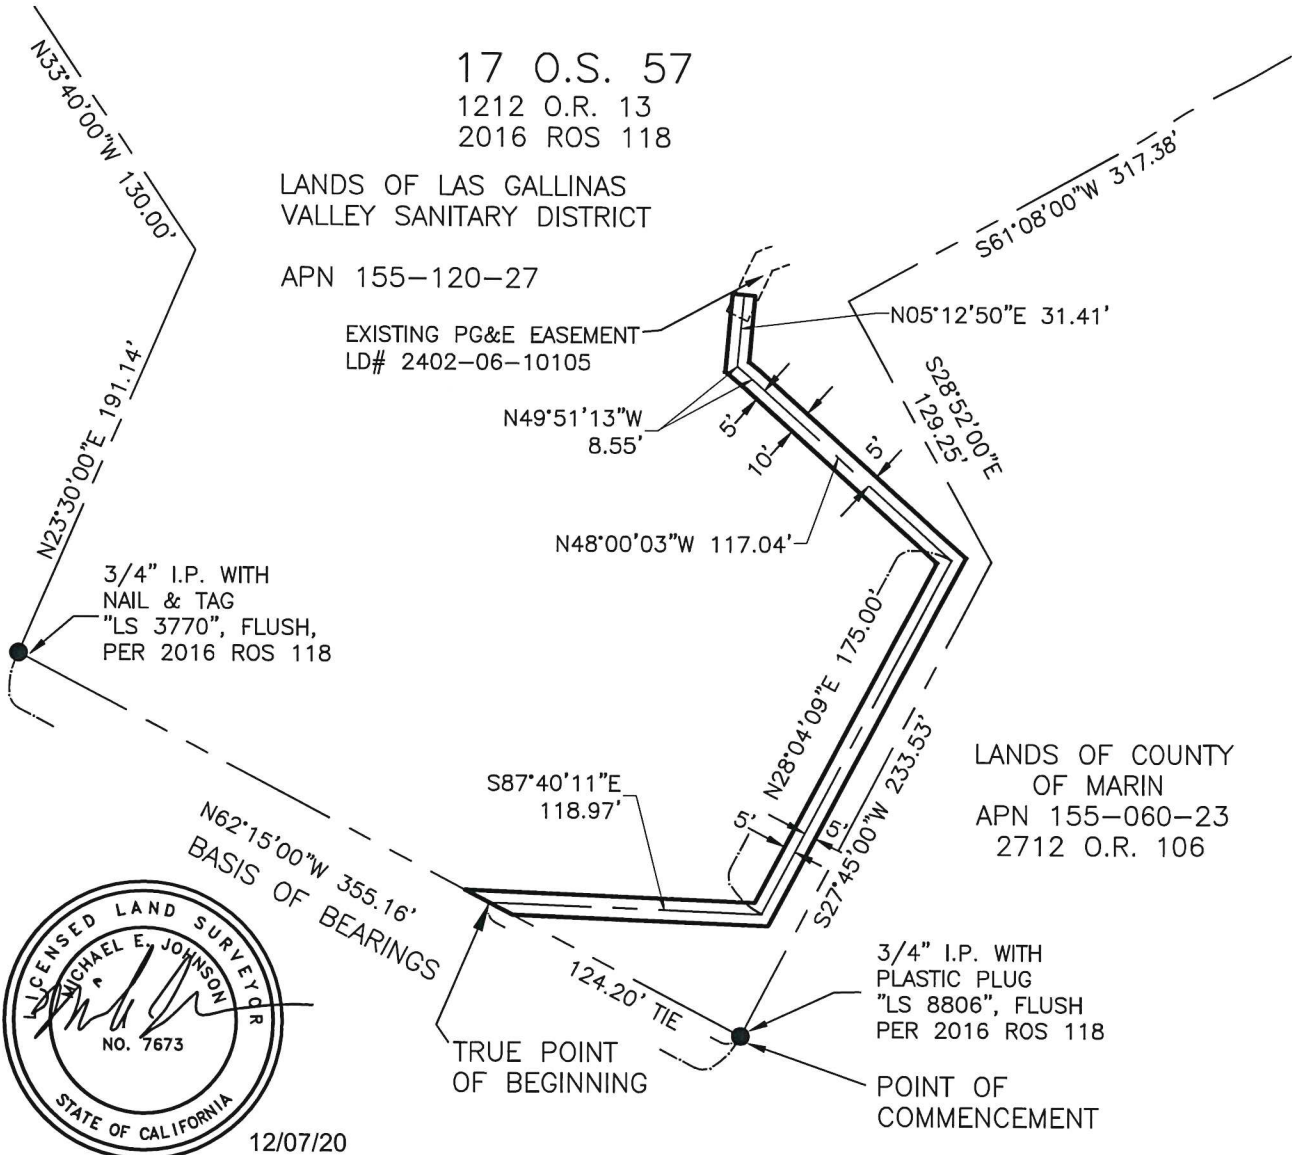 17 O.S. 57
1212 O.R. 13
2016 ROS 118
LANDS OF LAS GALLINAS
VALLEY SANITARY DISTRICT
APN 155-120-27
N33°40'00"W 130.00'
S61°08'00"W 317.38'
EXISTING PG&E EASEMENT
LD# 2402-06-10105
N05°12'50"E 31.41'
S28°52'00"E
129.25'
N23°30'00"E 191.14'
N49°51'13"W
8.55'
5'
10'
5'
N48°00'03"W 117.04'
3/4" I.P. WITH
NAIL & TAG
"LS 3770", FLUSH,
PER 2016 ROS 118
N28°04'09"E 175.00'
S27°45'00"W 233.53'
LANDS OF COUNTY
OF MARIN
APN 155-060-23
2712 O.R. 106
S87°40'11"E
118.97'
5'
5'
N62°15'00"W 355.16'
BASIS OF BEARINGS
124.20' TIE
3/4" I.P. WITH
PLASTIC PLUG
"LS 8806", FLUSH
PER 2016 ROS 118
TRUE POINT
OF BEGINNING
POINT OF
COMMENCEMENT
LICENSED LAND SURVEYOR
MICHAEL E. JOHNSON
NO. 7673
STATE OF CALIFORNIA
12/07/20